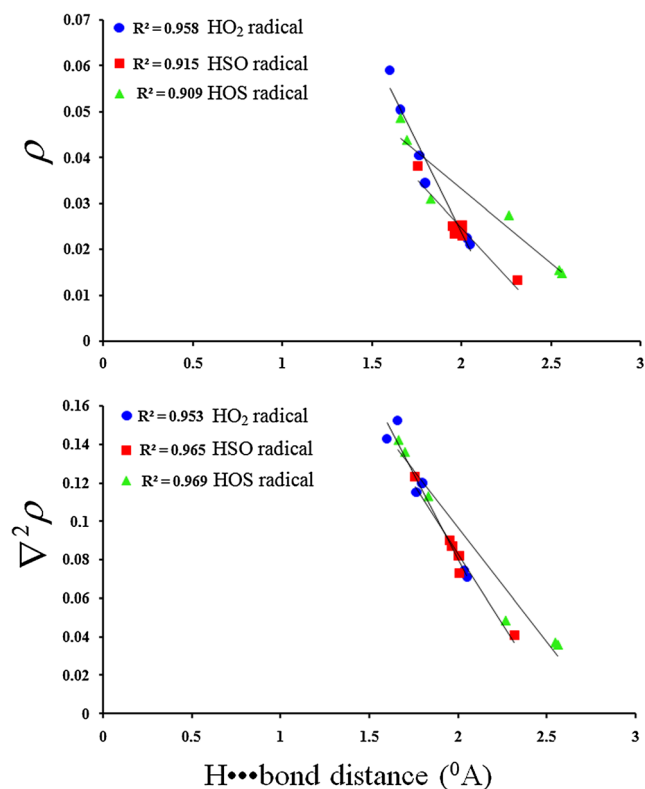 R² = 0.958 HO₂ radical
R² = 0.915 HSO radical
R² = 0.909 HOS radical
ρ
0.07
0.06
0.05
0.04
0.03
0.02
0.01
0
0 0.5 1 1.5 2 2.5 3
R² = 0.953 HO₂ radical
R² = 0.965 HSO radical
R² = 0.969 HOS radical
∇²ρ
0.16
0.14
0.12
0.1
0.08
0.06
0.04
0.02
0
0 0.5 1 1.5 2 2.5 3
H•••bond distance (⁰A)